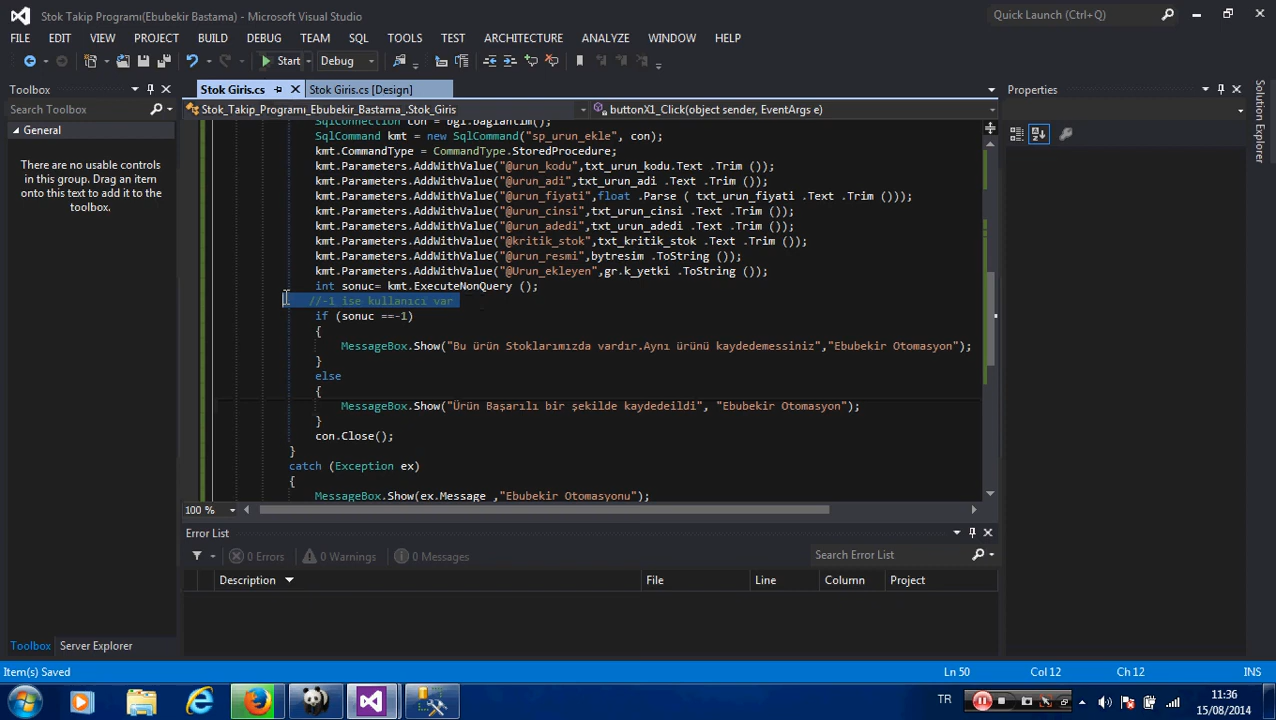 Stok Takip Programı(Ebubekir Bastama) - Microsoft Visual Studio
Quick Launch (Ctrl+Q)
FILE EDIT VIEW PROJECT BUILD DEBUG TEAM SQL TOOLS TEST ARCHITECTURE ANALYZE WINDOW HELP
Start Debug
Toolbox
Search Toolbox
General
There are no usable controls
in this group. Drag an item
onto this text to add it to the
toolbox.
Stok Giris.cs Stok Giris.cs [Design]
Stok_Takip_Programı_Ebubekir_Bastama_.Stok_Giris buttonX1_Click(object sender, EventArgs e)
SqlConnection con = bgl.baglantim();
SqlCommand kmt = new SqlCommand("sp_urun_ekle", con);
kmt.CommandType = CommandType.StoredProcedure;
kmt.Parameters.AddWithValue("@urun_kodu",txt_urun_kodu.Text .Trim ());
kmt.Parameters.AddWithValue("@urun_adi",txt_urun_adi .Text .Trim ());
kmt.Parameters.AddWithValue("@urun_fiyati",float .Parse ( txt_urun_fiyati .Text .Trim ()));
kmt.Parameters.AddWithValue("@urun_cinsi",txt_urun_cinsi .Text .Trim ());
kmt.Parameters.AddWithValue("@urun_adedi",txt_urun_adedi .Text .Trim ());
kmt.Parameters.AddWithValue("@kritik_stok",txt_kritik_stok .Text .Trim ());
kmt.Parameters.AddWithValue("@urun_resmi",bytresim .ToString ());
kmt.Parameters.AddWithValue("@Urun_ekleyen",gr.k_yetki .ToString ());
int sonuc= kmt.ExecuteNonQuery ();
//-1 ise kullanıcı var
if (sonuc ==-1)
{
MessageBox.Show("Bu ürün Stoklarımızda vardır.Aynı ürünü kaydedemessiniz","Ebubekir Otomasyon");
}
else
{
MessageBox.Show("Ürün Başarılı bir şekilde kaydedeildi", "Ebubekir Otomasyon");
}
con.Close();
}
catch (Exception ex)
{
MessageBox.Show(ex.Message ,"Ebubekir Otomasyonu");
100 %
Error List
0 Errors 0 Warnings 0 Messages
Search Error List
Description File Line Column Project
Properties
Solution Explorer
Toolbox Server Explorer
Item(s) Saved Ln 50 Col 12 Ch 12 INS
TR
11:36
15/08/2014